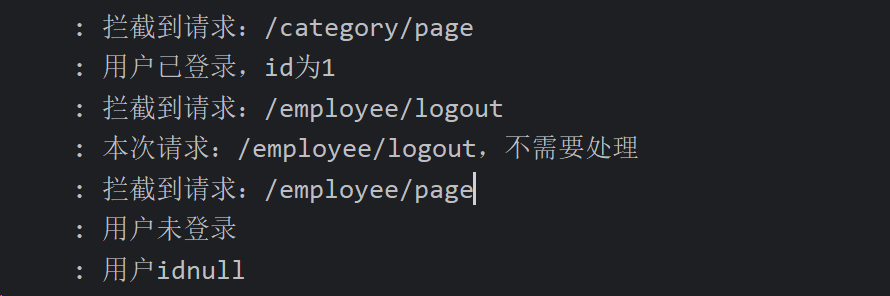 : 拦截到请求：/category/page
: 用户已登录，id为1
: 拦截到请求：/employee/logout
: 本次请求：/employee/logout，不需要处理
: 拦截到请求：/employee/page
: 用户未登录
: 用户idnull